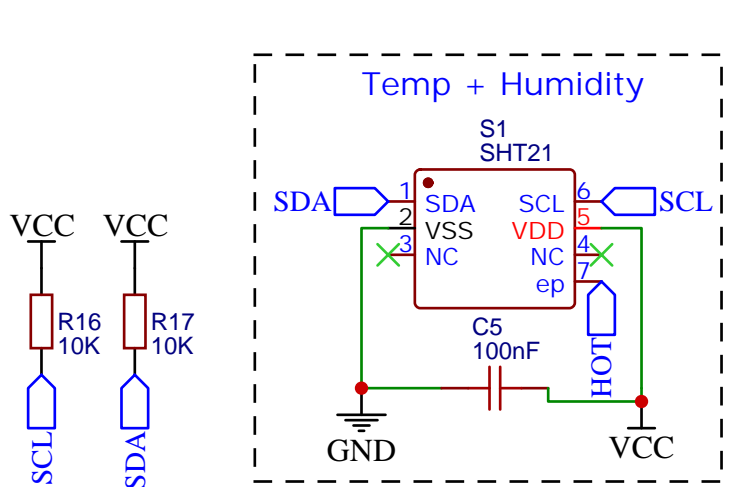 Temp + Humidity
S1
SHT21
SDA
1
SDA
SCL
6
SCL
2
VSS
VDD
5
3
NC
NC
4
ep
7
HOT
C5
100nF
GND
VCC
VCC
VCC
R16
10K
R17
10K
SCL
SDA